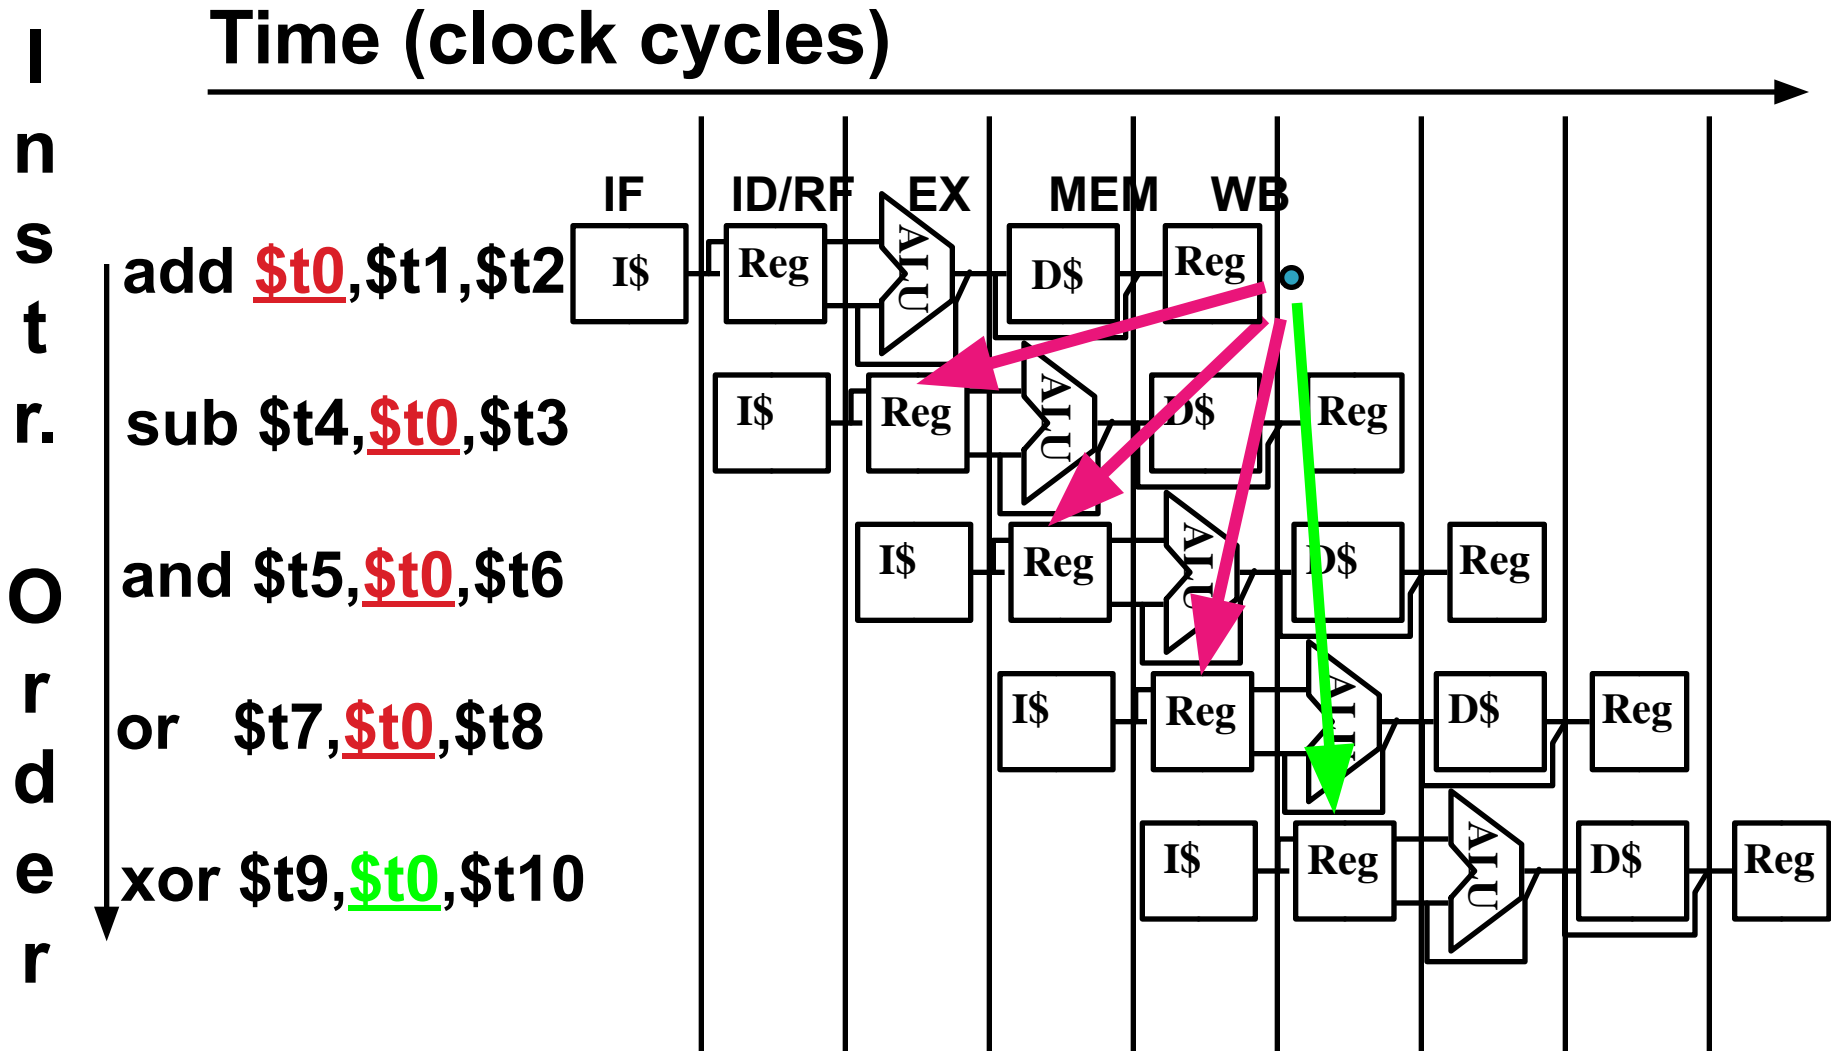 Time (clock cycles)
Instr. Order
IF ID/RF EX MEM WB
add $t0,$t1,$t2 I$ Reg ALU D$ Reg
sub $t4,$t0,$t3 I$ Reg ALU D$ Reg
and $t5,$t0,$t6 I$ Reg ALU D$ Reg
or $t7,$t0,$t8 I$ Reg ALU D$ Reg
xor $t9,$t0,$t10 I$ Reg ALU D$ Reg